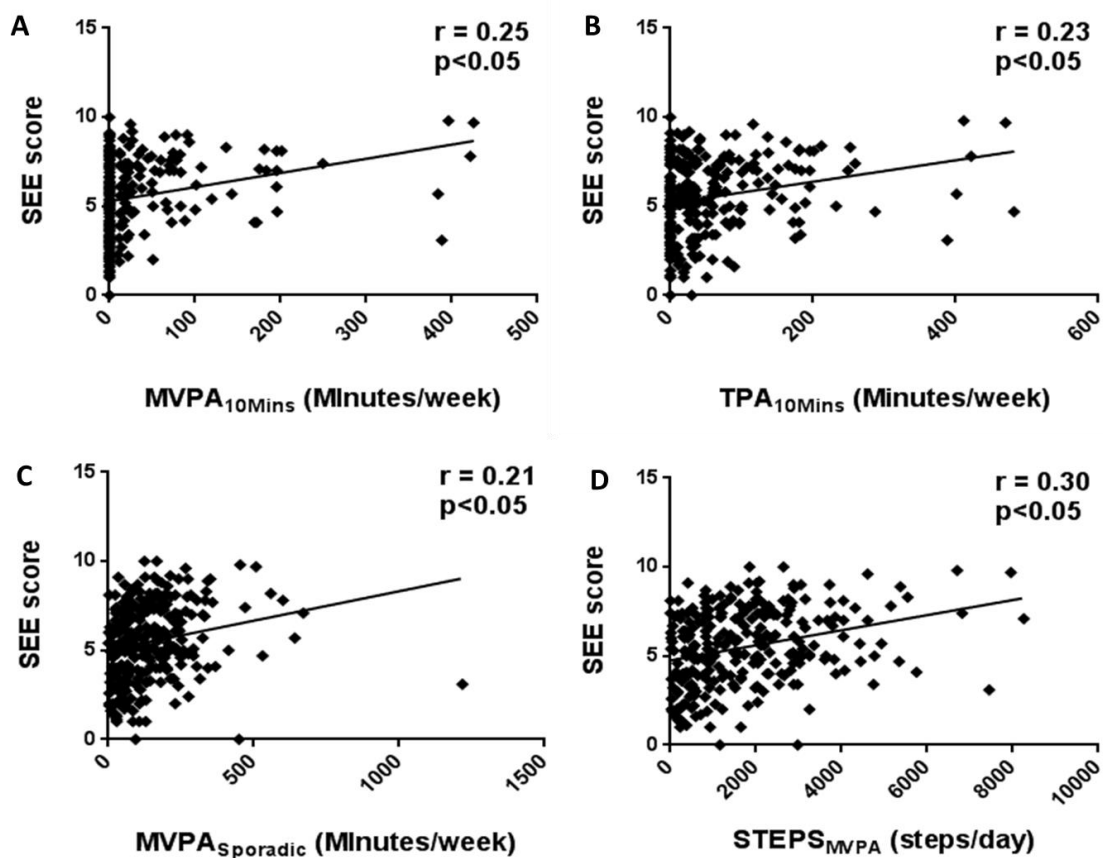 A
r = 0.25
p<0.05
SEE score
15
10
5
0
0 100 200 300 400 500
MVPA10Mins (MInutes/week)
B
r = 0.23
p<0.05
SEE score
15
10
5
0
0 200 400 600
TPA10Mins (Minutes/week)
C
r = 0.21
p<0.05
SEE score
15
10
5
0
0 500 1000 1500
MVPASporadic (MInutes/week)
D
r = 0.30
p<0.05
SEE score
15
10
5
0
0 2000 4000 6000 8000 10000
STEPSMVPA (steps/day)